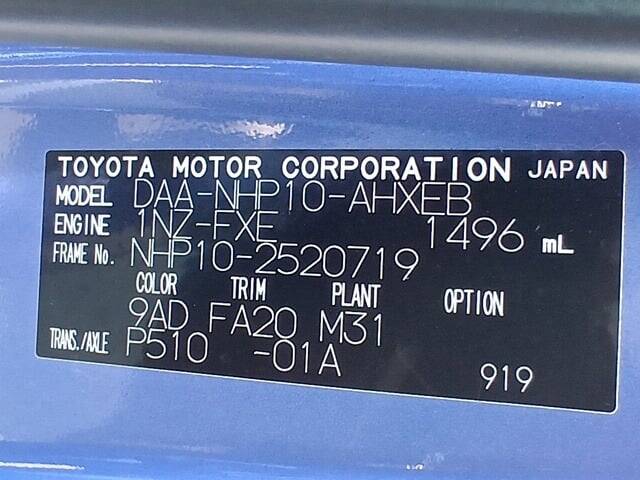 TOYOTA MOTOR CORPORATION JAPAN
MODEL DAA-NHP10-AHXEB
ENGINE 1NZ-FXE 1496 mL
FRAME No. NHP10-2520719
COLOR TRIM PLANT OPTION
9AD FA20 M31
TRANS./AXLE P510 -01A
919